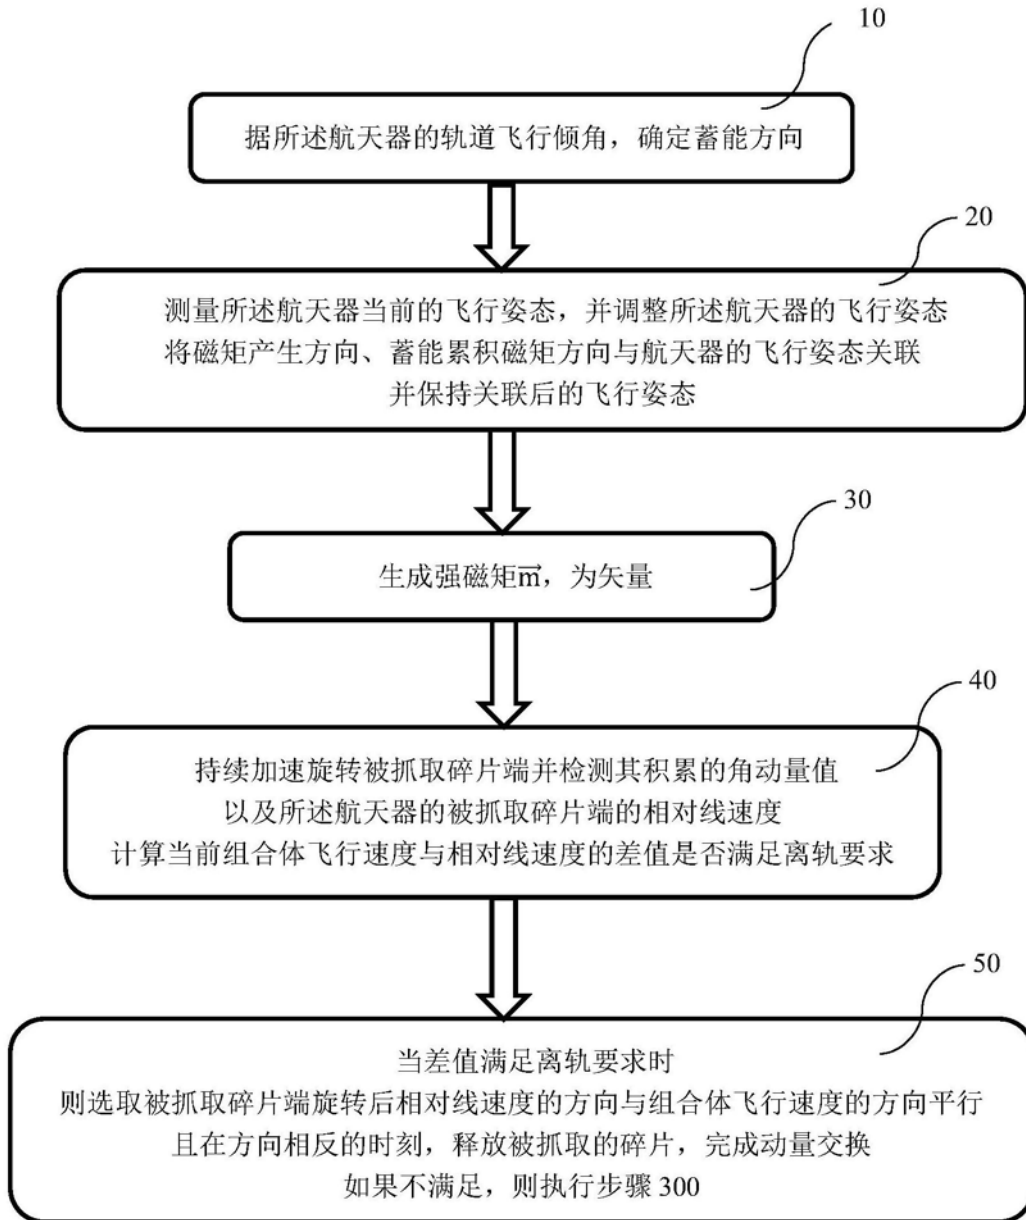 10
据所述航天器的轨道飞行倾角，确定蓄能方向
20
测量所述航天器当前的飞行姿态，并调整所述航天器的飞行姿态
将磁矩产生方向、蓄能累积磁矩方向与航天器的飞行姿态关联
并保持关联后的飞行姿态
30
生成强磁矩m⃗，为矢量
40
持续加速旋转被抓取碎片端并检测其积累的角动量值
以及所述航天器的被抓取碎片端的相对线速度
计算当前组合体飞行速度与相对线速度的差值是否满足离轨要求
50
当差值满足离轨要求时
则选取被抓取碎片端旋转后相对线速度的方向与组合体飞行速度的方向平行
且在方向相反的时刻，释放被抓取的碎片，完成动量交换
如果不满足，则执行步骤300